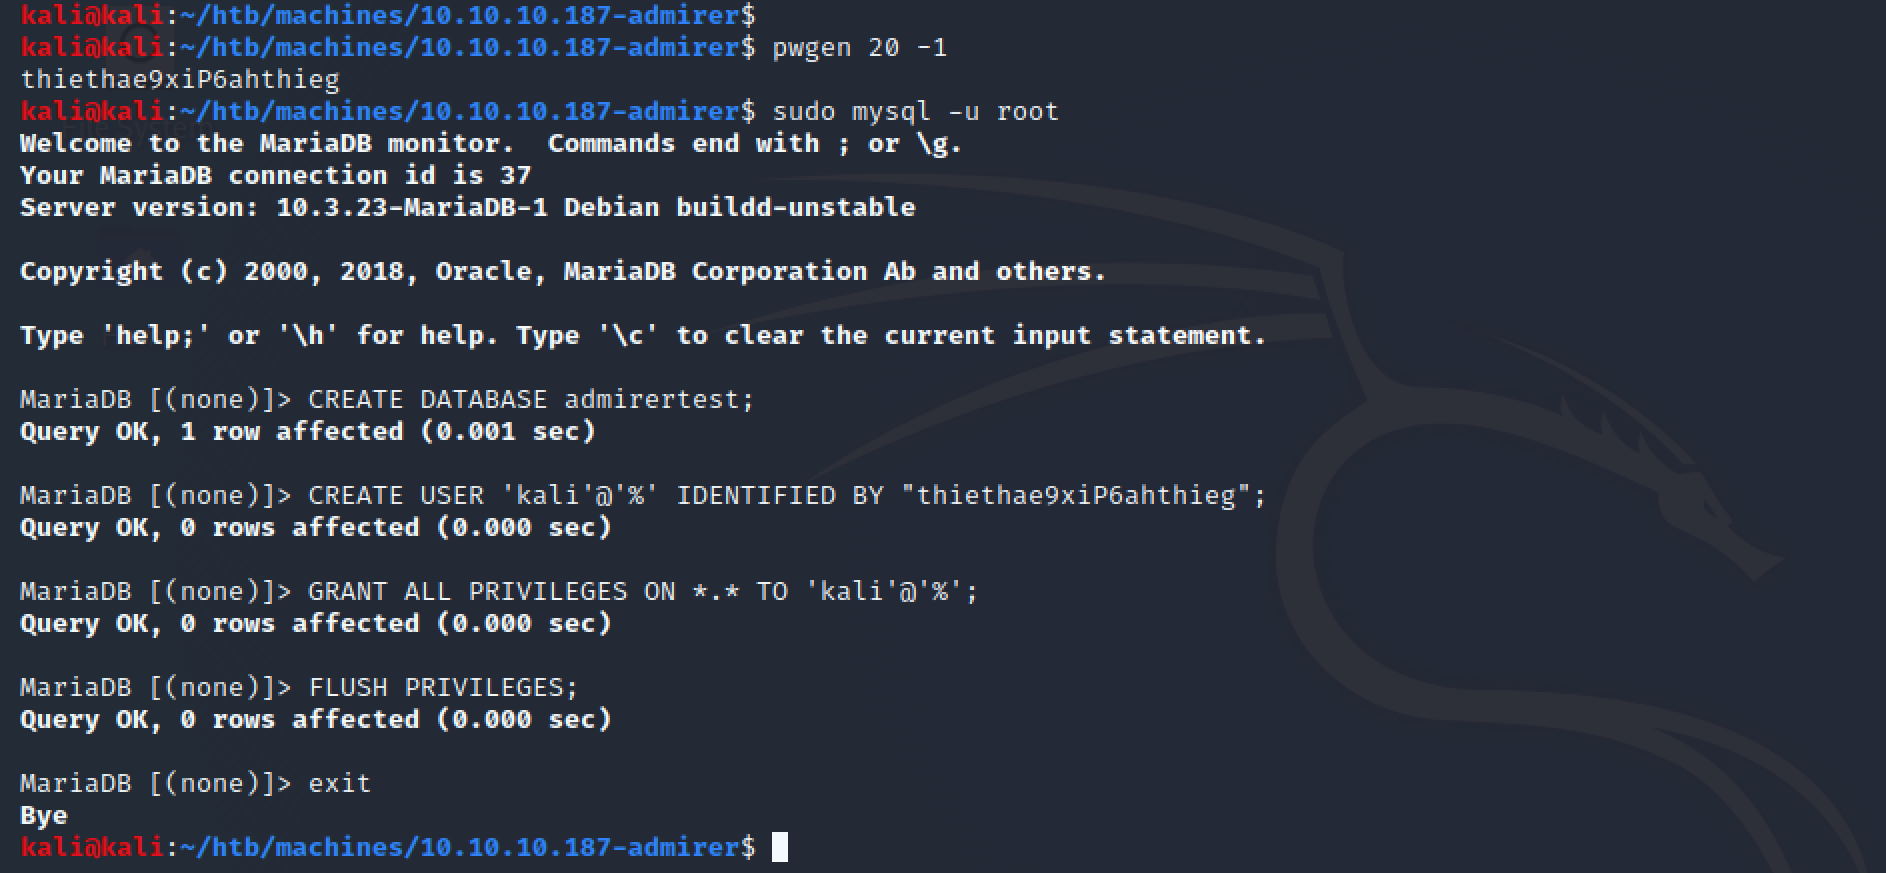 kali@kali:~/htb/machines/10.10.10.187-admirer$
kali@kali:~/htb/machines/10.10.10.187-admirer$ pwgen 20 -1
thiethae9xiP6ahthieg
kali@kali:~/htb/machines/10.10.10.187-admirer$ sudo mysql -u root
Welcome to the MariaDB monitor.  Commands end with ; or \g.
Your MariaDB connection id is 37
Server version: 10.3.23-MariaDB-1 Debian buildd-unstable
Copyright (c) 2000, 2018, Oracle, MariaDB Corporation Ab and others.
Type 'help;' or '\h' for help. Type '\c' to clear the current input statement.
MariaDB [(none)]> CREATE DATABASE admirertest;
Query OK, 1 row affected (0.001 sec)
MariaDB [(none)]> CREATE USER 'kali'@'%' IDENTIFIED BY "thiethae9xiP6ahthieg";
Query OK, 0 rows affected (0.000 sec)
MariaDB [(none)]> GRANT ALL PRIVILEGES ON *.* TO 'kali'@'%';
Query OK, 0 rows affected (0.000 sec)
MariaDB [(none)]> FLUSH PRIVILEGES;
Query OK, 0 rows affected (0.000 sec)
MariaDB [(none)]> exit
Bye
kali@kali:~/htb/machines/10.10.10.187-admirer$